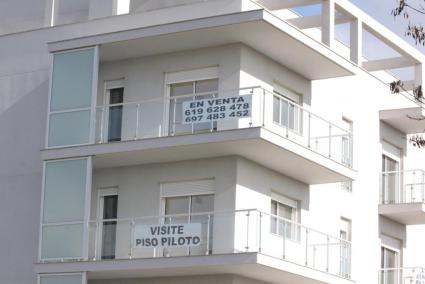 EN VENTA
619 628 478
697 483 452
VISITE
PISO PILOTO